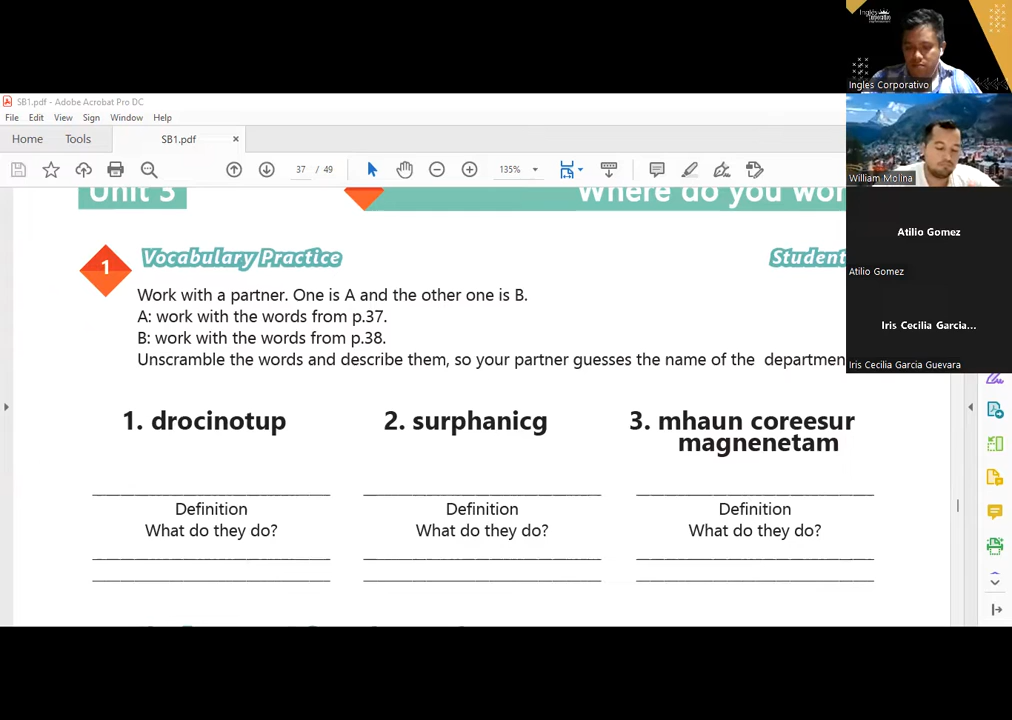 Inglés
Corporativo
Ingles Corporativo
SB1.pdf - Adobe Acrobat Pro DC
File Edit View Sign Window Help
Home Tools SB1.pdf ×
37 / 49 135%
William Molina
Unit 3 Where do you wor
Atilio Gomez
Atilio Gomez
1 Vocabulary Practice Student
Work with a partner. One is A and the other one is B.
A: work with the words from p.37.
B: work with the words from p.38.
Unscramble the words and describe them, so your partner guesses the name of the departmen
Iris Cecilia Garcia...
Iris Cecilia Garcia Guevara
1. drocinotup 2. surphanicg 3. mhaun coreesur
magnenetam
Definition Definition Definition
What do they do? What do they do? What do they do?